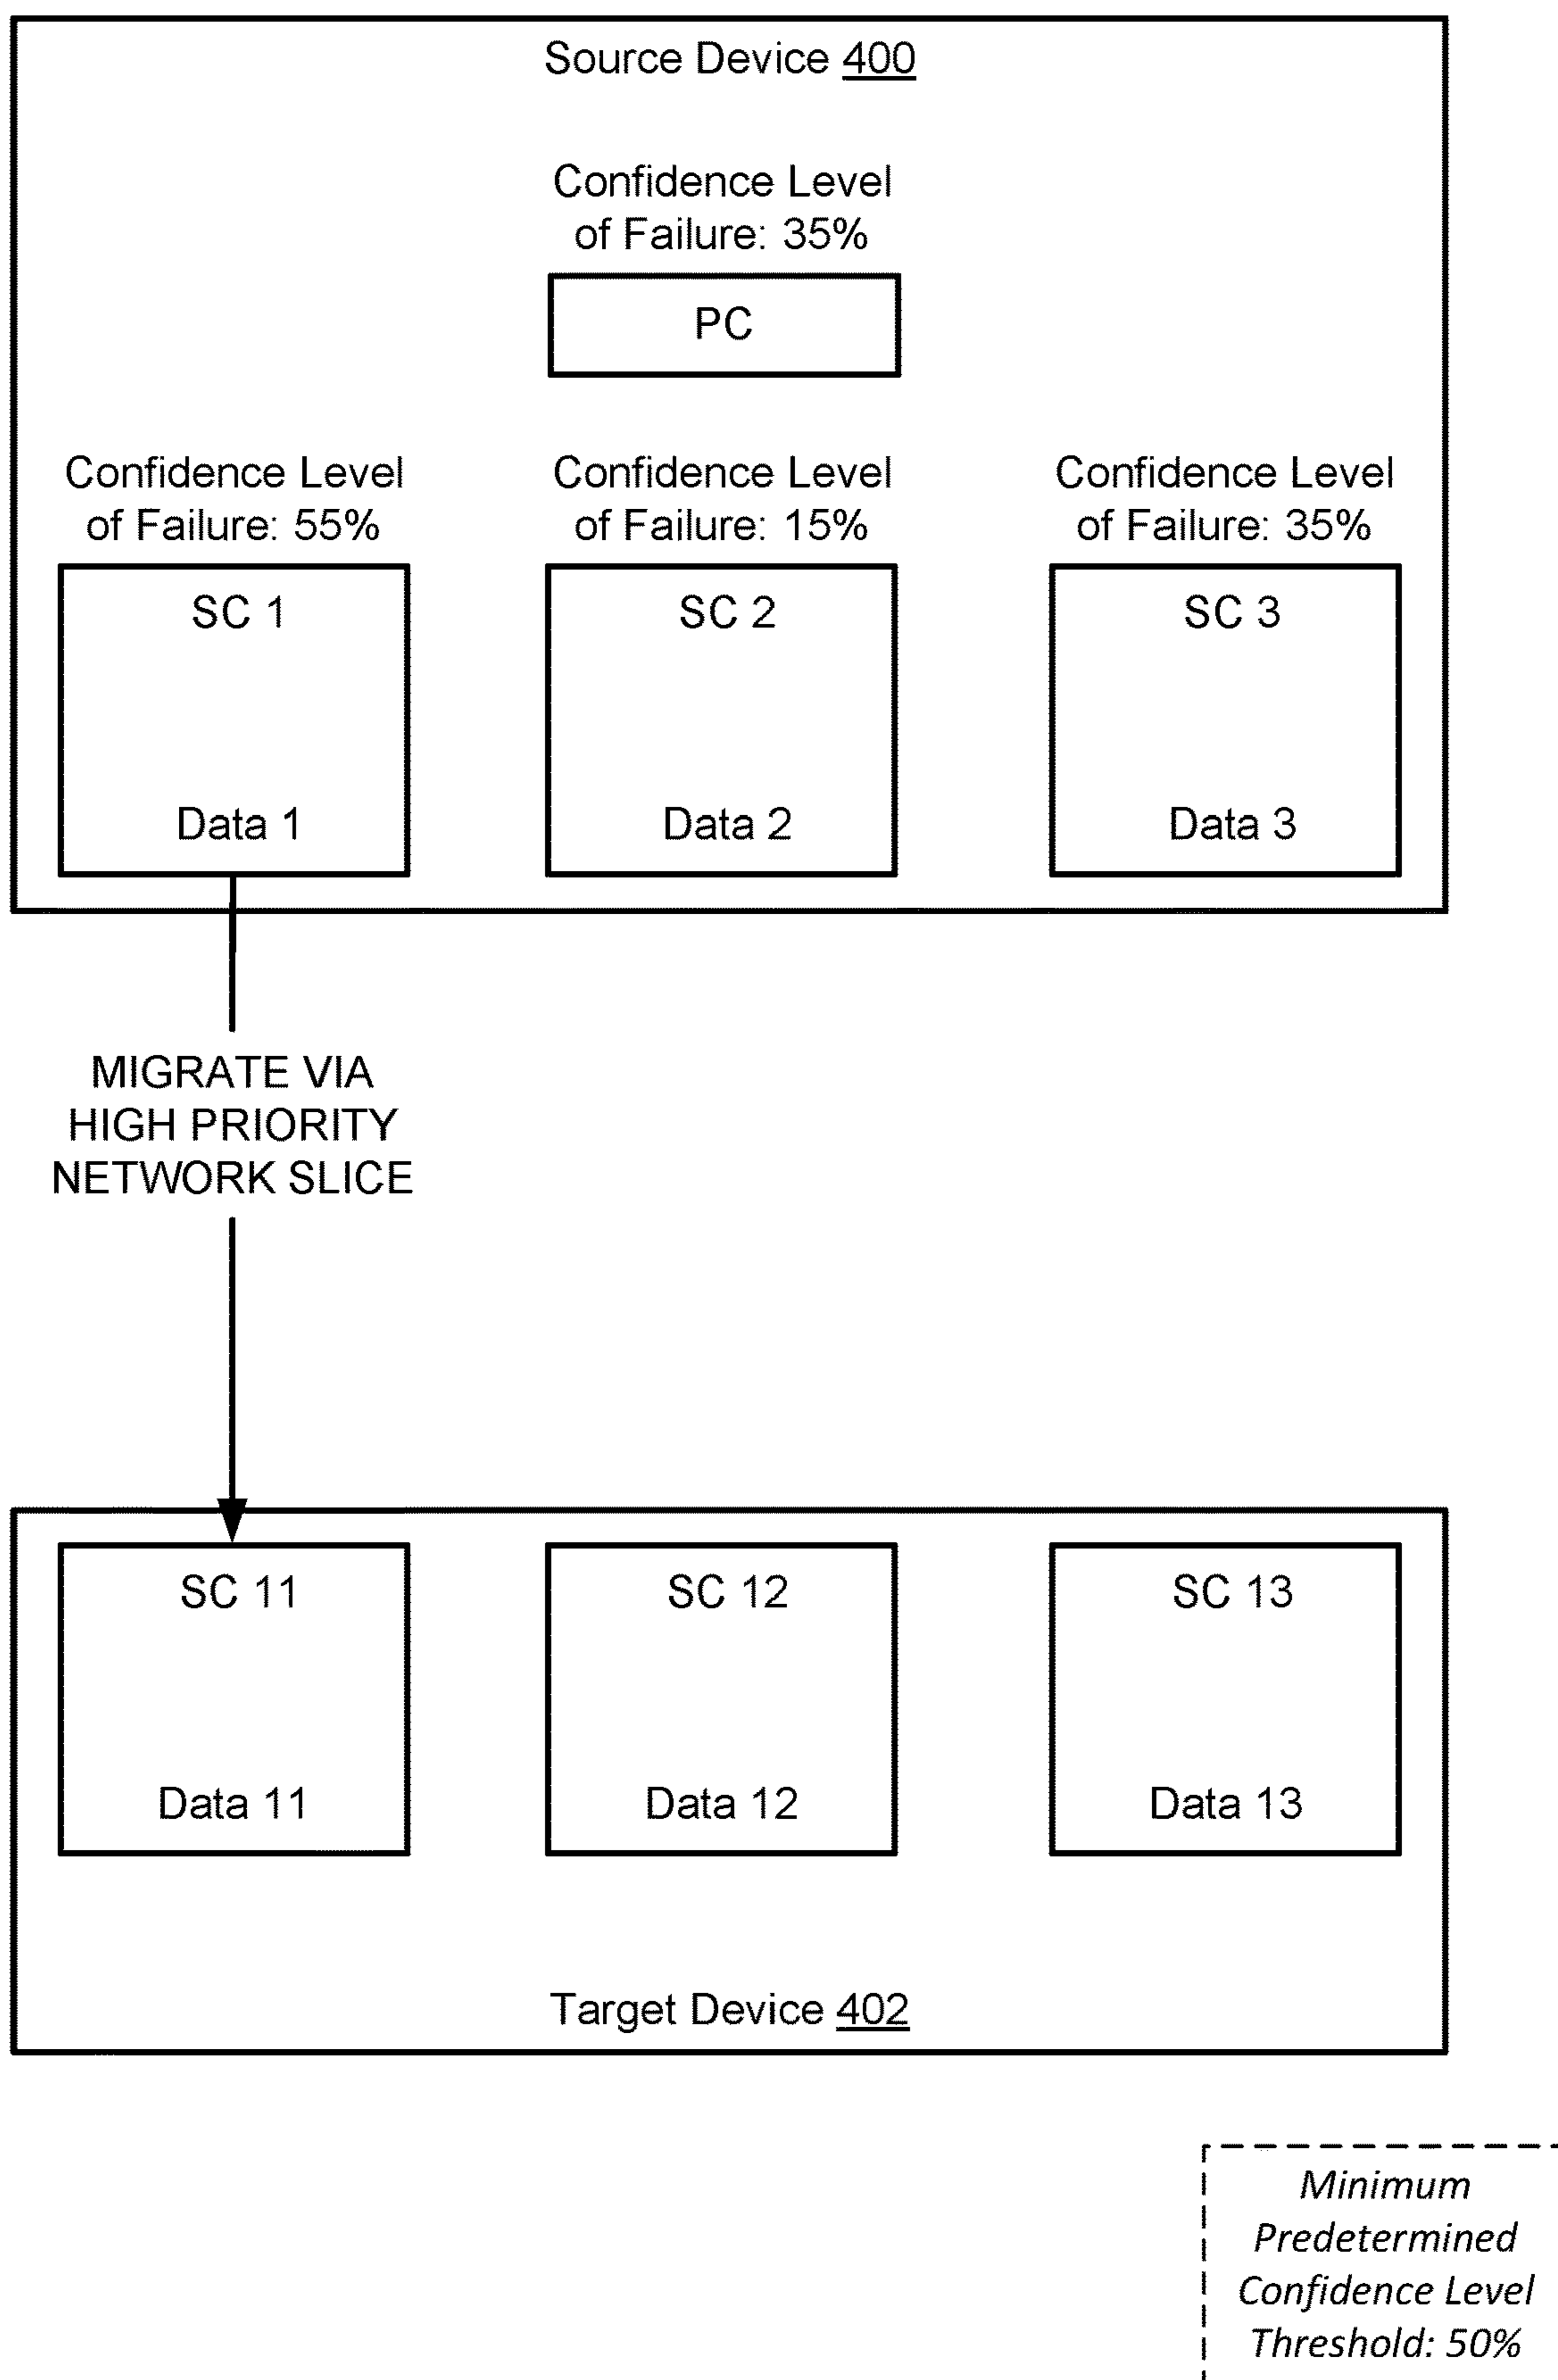 Source Device 400
Confidence Level
of Failure: 35%
PC
Confidence Level
of Failure: 55%
Confidence Level
of Failure: 15%
Confidence Level
of Failure: 35%
SC 1
SC 2
SC 3
Data 1
Data 2
Data 3
MIGRATE VIA
HIGH PRIORITY
NETWORK SLICE
SC 11
SC 12
SC 13
Data 11
Data 12
Data 13
Target Device 402
Minimum
Predetermined
Confidence Level
Threshold: 50%